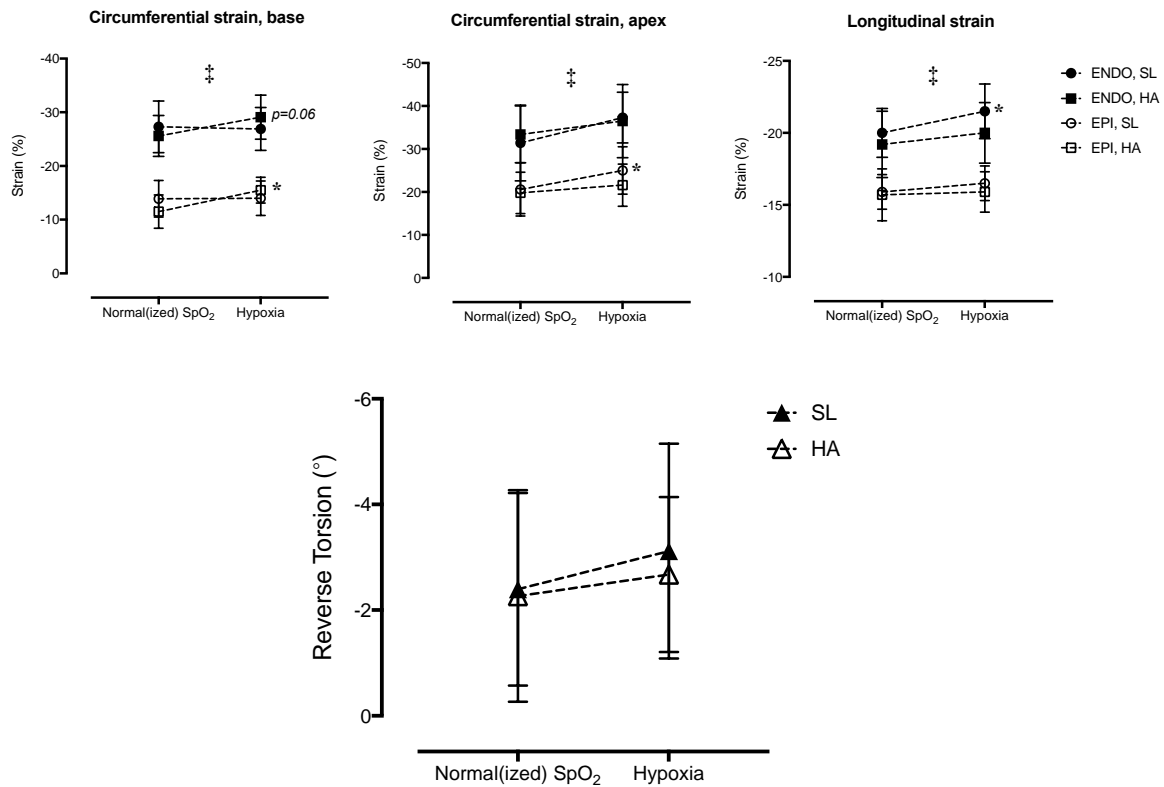 Circumferential strain, base
-40
-30
-20
-10
0
Strain (%)
‡
p=0.06
*
Normal(ized) SpO₂
Hypoxia
Circumferential strain, apex
-50
-40
-30
-20
-10
0
Strain (%)
‡
*
Normal(ized) SpO₂
Hypoxia
Longitudinal strain
-25
-20
-15
-10
Strain (%)
‡
*
Normal(ized) SpO₂
Hypoxia
ENDO, SL
ENDO, HA
EPI, SL
EPI, HA
-6
-4
-2
0
Reverse Torsion (°)
SL
HA
Normal(ized) SpO₂
Hypoxia